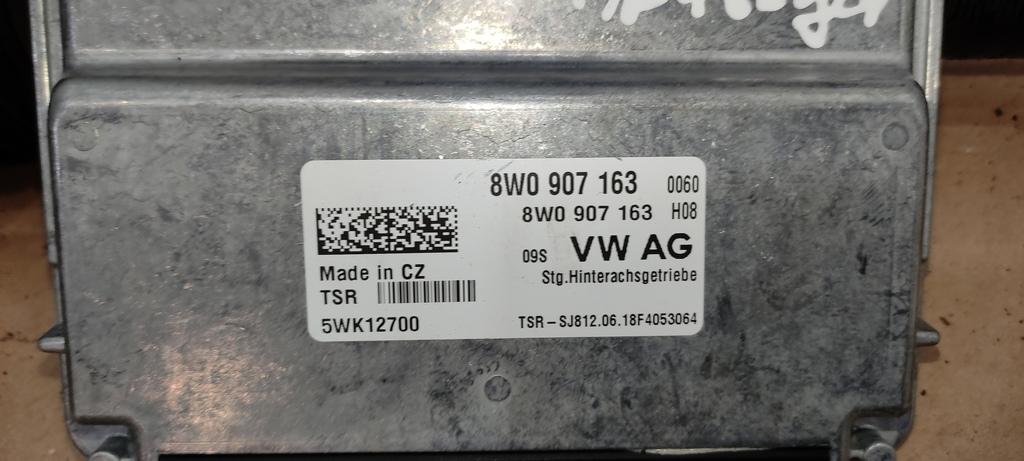 8W0 907 163 0060
8W0 907 163 H08
09S VW AG
Stg.Hinterachsgetriebe
Made in CZ
TSR
5WK12700
TSR-SJ812.06.18F4053064